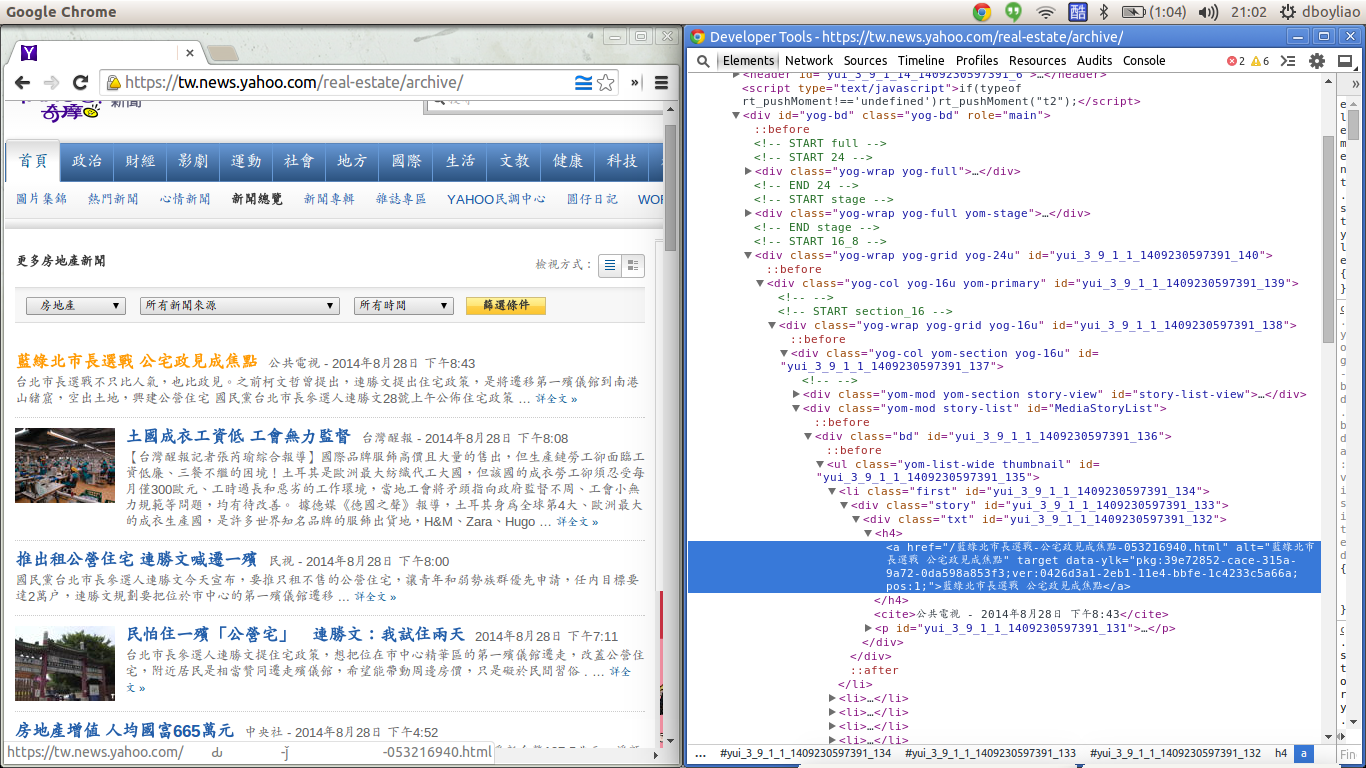 Google Chrome
(1:04)
21:02
dboyliao
https://tw.news.yahoo.com/real-estate/archive/
奇摩
首頁 政治 財經 影劇 運動 社會 地方 國際 生活 文教 健康 科技
圖片集錦 熱門新聞 心情新聞 新聞總覽 新聞專輯 雜誌專區 YAHOO民調中心 圖仔日記 WOR
更多房地產新聞
檢視方式：
房地產 所有新聞來源 所有時間 篩選條件
藍綠北市長選戰 公宅政見成焦點 公共電視 - 2014年8月28日 下午8:43
台北市長選戰不只比人氣，也比政見。之前柯文哲曾提出，連勝文提出住宅政策，是將遷移第一殯儀館到南港
山豬窟，空出土地，興建公營住宅 國民黨台北市長參選人連勝文28號上午公佈住宅政策 ... 詳全文 »
土國成衣工資低 工會無力監督 台灣醒報 - 2014年8月28日 下午8:08
【台灣醒報記者張芮瑜綜合報導】國際品牌服飾高價且大量的售出，但生產鏈勞工卻面臨工
資低廉、三餐不繼的困境！土耳其是歐洲最大紡織代工大國，但該國的成衣勞工卻須忍受每
月僅300歐元、工時過長和惡劣的工作環境，當地工會將矛頭指向政府監督不周、工會小無
力規範等問題，均有待改善。 據德媒《德國之聲》報導，土耳其身為全球第4大、歐洲最大
的成衣生產國，是許多世界知名品牌的服飾出貨地，H&M、Zara、Hugo ... 詳全文 »
推出租公營住宅 連勝文喊遷一殯 民視 - 2014年8月28日 下午8:00
國民黨台北市長參選人連勝文今天宣布，要推只租不售的公營住宅，讓青年和弱勢族群優先申請，任內目標要
達2萬户，連勝文規劃要把位於市中心的第一殯儀館遷移 ... 詳全文 »
民怕住一殯「公營宅」 連勝文：我試住兩天 2014年8月28日 下午7:11
台北市長參選人連勝文提住宅政策，想把位在市中心精華區的第一殯儀館遷走，改蓋公營住
宅，附近居民是相當贊同遷走殯儀館，希望能帶動周邊房價，只是礙於民間習俗 . ... 詳全
文 »
房地產增值 人均國富665萬元 中央社 - 2014年8月28日 下午4:52
https://tw.news.yahoo.com/ -053216940.html
Developer Tools - https://tw.news.yahoo.com/real-estate/archive/
Elements Network Sources Timeline Profiles Resources Audits Console 2 6
<header id="yui_3_9_1_14_1409230597391_6">…</header>
<script type="text/javascript">if(typeof
rt_pushMoment!=='undefined')rt_pushMoment("t2");</script>
<div id="yog-bd" class="yog-bd" role="main">
::before
<!-- START full -->
<!-- START 24 -->
<div class="yog-wrap yog-full">…</div>
<!-- END 24 -->
<!-- START stage -->
<div class="yog-wrap yog-full yom-stage">…</div>
<!-- END stage -->
<!-- START 16_8 -->
<div class="yog-wrap yog-grid yog-24u" id="yui_3_9_1_1_1409230597391_140">
::before
<div class="yog-col yog-16u yom-primary" id="yui_3_9_1_1_1409230597391_139">
<!-- -->
<!-- START section_16 -->
<div class="yog-wrap yog-grid yog-16u" id="yui_3_9_1_1_1409230597391_138">
::before
<div class="yog-col yom-section yog-16u" id=
"yui_3_9_1_1_1409230597391_137">
<!-- -->
<div class="yom-mod yom-section story-view" id="story-list-view">…</div>
<div class="yom-mod story-list" id="MediaStoryList">
::before
<div class="bd" id="yui_3_9_1_1_1409230597391_136">
::before
<ul class="yom-list-wide thumbnail" id=
"yui_3_9_1_1_1409230597391_135">
<li class="first" id="yui_3_9_1_1_1409230597391_134">
<div class="story" id="yui_3_9_1_1_1409230597391_133">
<div class="txt" id="yui_3_9_1_1_1409230597391_132">
<h4>
<a href="/藍綠北市長選戰-公宅政見成焦點-053216940.html" alt="藍綠北市
長選戰 公宅政見成焦點" target data-ylk="pkg:39e72852-cace-315a-
9a72-0da598a853f3;ver:0426d3a1-2eb1-11e4-bbfe-1c4233c5a66a;
pos:1;">藍綠北市長選戰 公宅政見成焦點</a>
</h4>
<cite>公共電視 - 2014年8月28日 下午8:43</cite>
<p id="yui_3_9_1_1_1409230597391_131">…</p>
</div>
</div>
::after
</li>
<li>…</li>
<li>…</li>
<li>…</li>
<li>…</li>
... #yui_3_9_1_1_1409230597391_134 #yui_3_9_1_1_1409230597391_133 #yui_3_9_1_1_1409230597391_132 h4 a
Fin